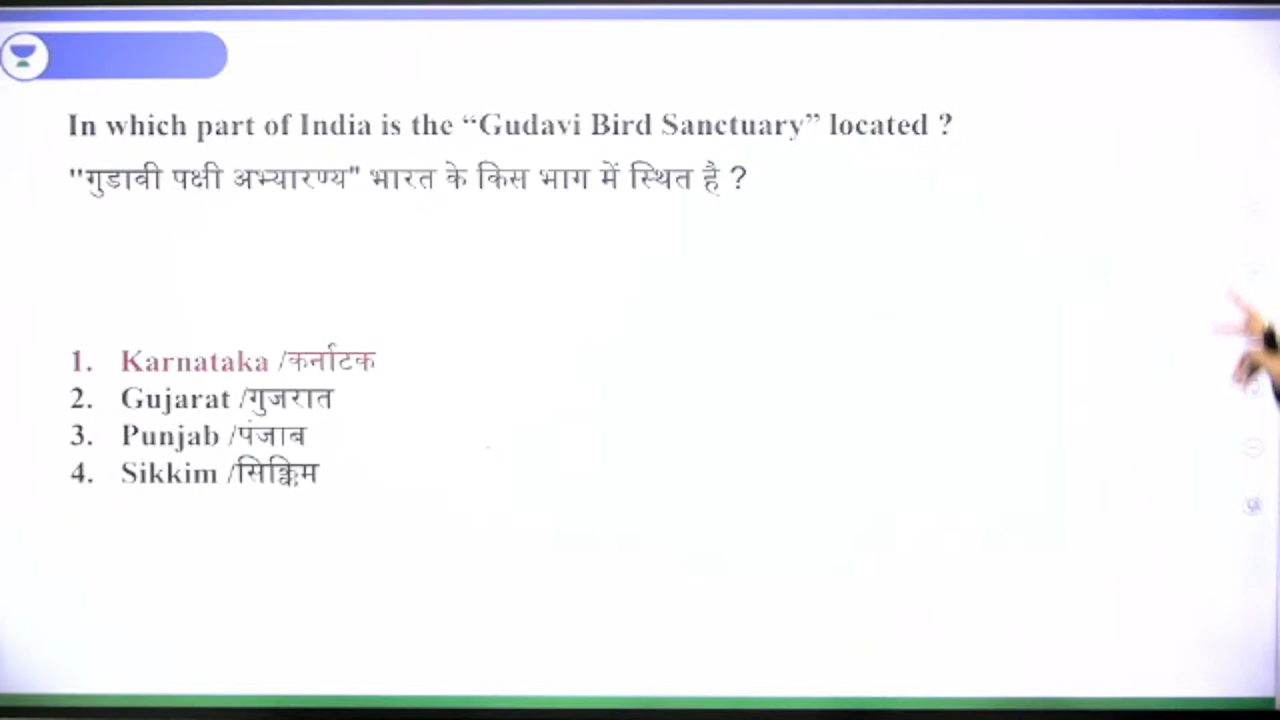 In which part of India is the “Gudavi Bird Sanctuary” located ?
"गुडावी पक्षी अभ्यारण्य" भारत के किस भाग में स्थित है ?
1. Karnataka /कर्नाटक
2. Gujarat /गुजरात
3. Punjab /पंजाब
4. Sikkim /सिक्किम